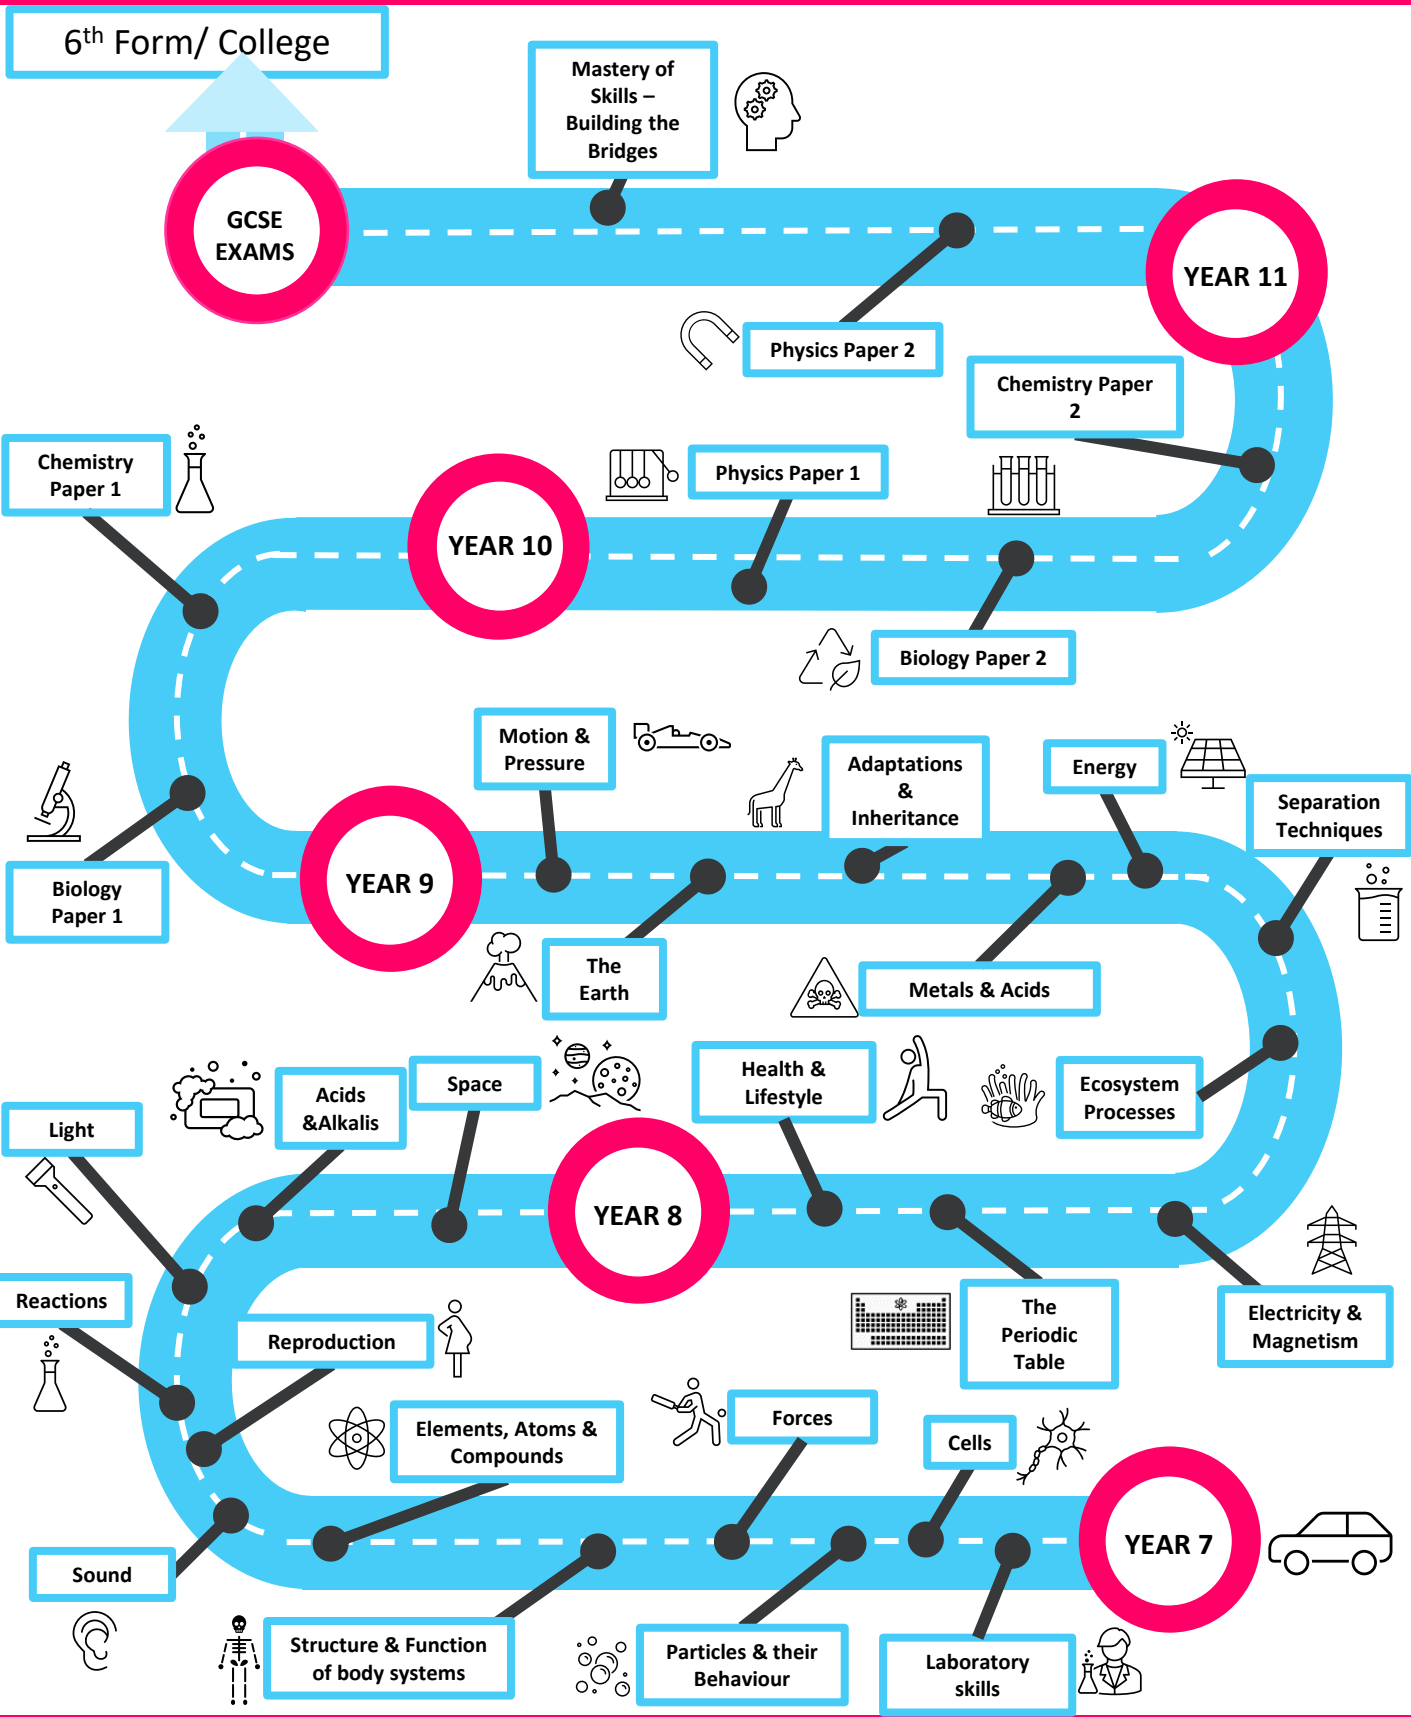 6th Form/ College
Mastery of
Skills –
Building the
Bridges
GCSE
EXAMS
YEAR 11
Physics Paper 2
Chemistry Paper
2
Chemistry
Paper 1
YEAR 10
Physics Paper 1
Biology Paper 2
Motion &
Pressure
Adaptations
&
Inheritance
Energy
Separation
Techniques
Biology
Paper 1
YEAR 9
The
Earth
Metals & Acids
Light
Acids
&Alkalis
Space
Health &
Lifestyle
Ecosystem
Processes
YEAR 8
Reactions
Reproduction
The
Periodic
Table
Electricity &
Magnetism
Elements, Atoms &
Compounds
Forces
Cells
YEAR 7
Sound
Structure & Function
of body systems
Particles & their
Behaviour
Laboratory
skills